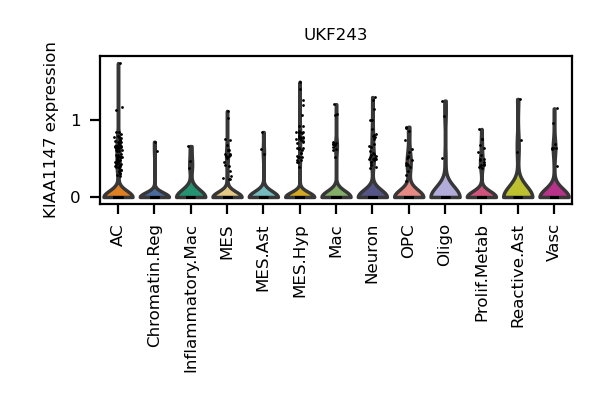 UKF243
KIAA1147 expression
1
0
AC
Chromatin.Reg
Inflammatory.Mac
MES
MES.Ast
MES.Hyp
Mac
Neuron
OPC
Oligo
Prolif.Metab
Reactive.Ast
Vasc